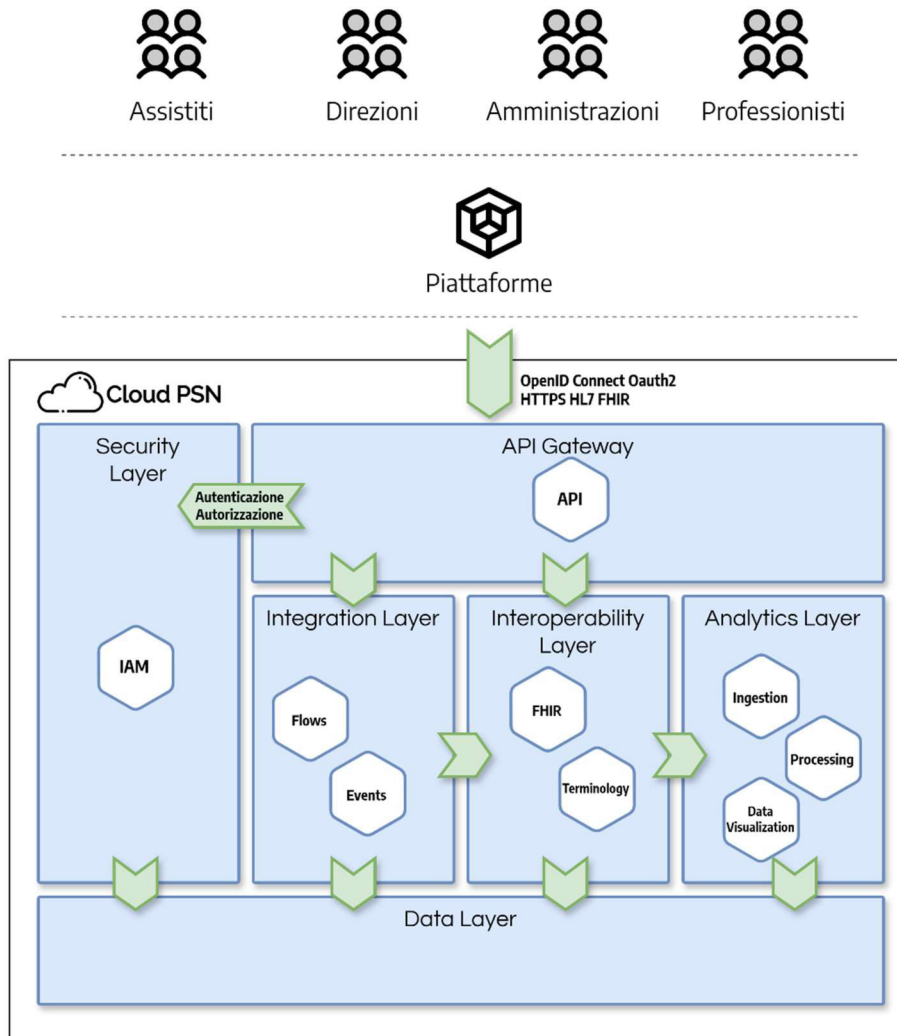 Assistiti
Direzioni
Amministrazioni
Professionisti
Piattaforme
OpenID Connect Oauth2
HTTPS HL7 FHIR
Cloud PSN
Security
Layer
API Gateway
API
Autenticazione
Autorizzazione
IAM
Integration Layer
Flows
Events
Interoperability
Layer
FHIR
Terminology
Analytics Layer
Ingestion
Processing
Data
Visualization
Data Layer